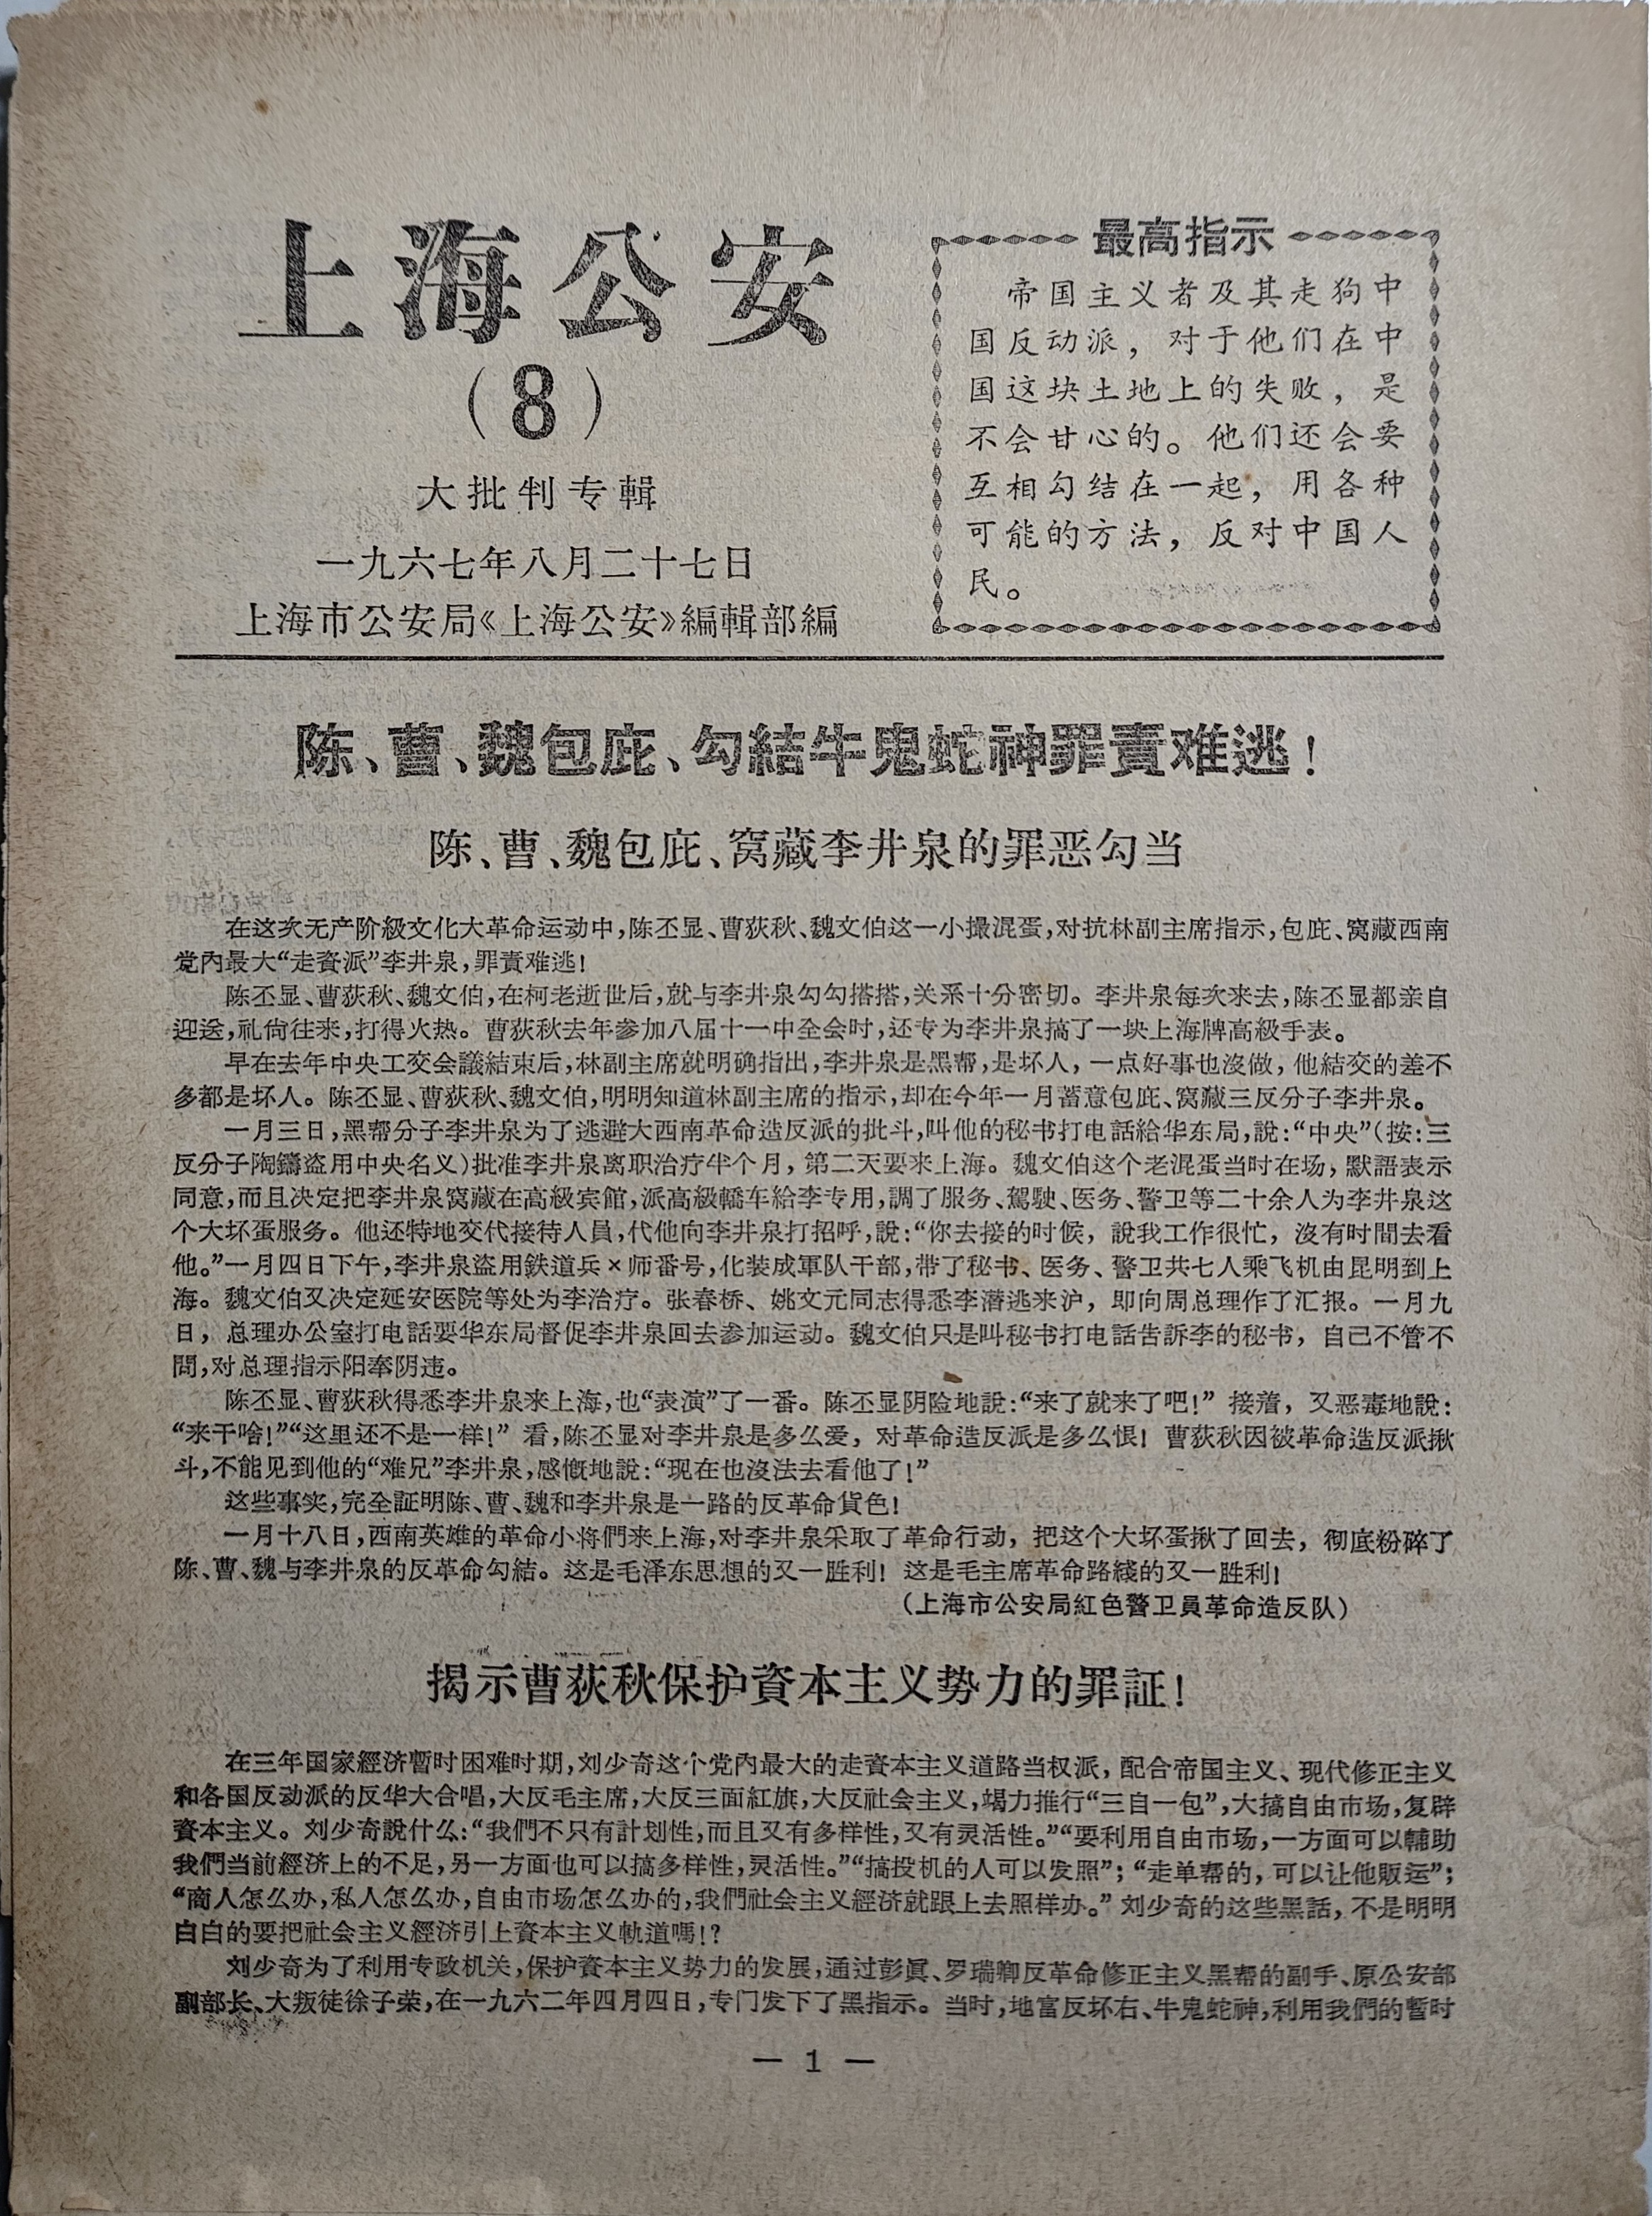 上海公安
（8）
大批判专輯
一九六七年八月二十七日
上海市公安局《上海公安》編輯部編
最高指示
帝国主义者及其走狗中
国反动派，对于他们在中
国这块土地上的失败，是
不会甘心的。他们还会要
互相勾结在一起，用各种
可能的方法，反对中国人
民。
陈、曹、魏包庇、勾結牛鬼蛇神罪責难逃！
陈、曹、魏包庇、窝藏李井泉的罪恶勾当
在这次无产阶級文化大革命运动中，陈丕显、曹荻秋、魏文伯这一小撮混蛋，对抗林副主席指示，包庇、窝藏西南
党內最大“走資派”李井泉，罪責难逃！
陈丕显、曹荻秋、魏文伯，在柯老逝世后，就与李井泉勾勾搭搭，关系十分密切。李井泉每次来去，陈丕显都亲自
迎送，礼尙往来，打得火热。曹荻秋去年参加八届十一中全会时，还专为李井泉搞了一块上海牌高級手表。
早在去年中央工交会議結束后，林副主席就明确指出，李井泉是黑帮，是坏人，一点好事也沒做，他結交的差不
多都是坏人。陈丕显、曹荻秋、魏文伯，明明知道林副主席的指示，却在今年一月蓄意包庇、窝藏三反分子李井泉。
一月三日，黑帮分子李井泉为了逃避大西南革命造反派的批斗，叫他的秘书打电話給华东局，說：“中央”（按：三
反分子陶鑄盜用中央名义）批准李井泉离职治疗半个月，第二天要来上海。魏文伯这个老混蛋当时在场，默語表示
同意，而且决定把李井泉窝藏在高級宾館，派高級轎车給李专用，調了服务、駕駛、医务、警卫等二十余人为李井泉这
个大坏蛋服务。他还特地交代接待人員，代他向李井泉打招呼，說：“你去接的时候，說我工作很忙，沒有时間去看
他。”一月四日下午，李井泉盜用鉄道兵×师番号，化装成軍队干部，带了秘书、医务、警卫共七人乘飞机由昆明到上
海。魏文伯又决定延安医院等处为李治疗。张春桥、姚文元同志得悉李潜逃来沪，即向周总理作了汇报。一月九
日，总理办公室打电話要华东局督促李井泉回去参加运动。魏文伯只是叫秘书打电話告訴李的秘书，自己不管不
問，对总理指示阳奉阴违。
陈丕显、曹荻秋得悉李井泉来上海，也“表演”了一番。陈丕显阴险地說：“来了就来了吧！” 接着，又恶毒地說：
“来干啥！”“这里还不是一样！” 看，陈丕显对李井泉是多么爱，对革命造反派是多么恨！曹荻秋因被革命造反派揪
斗，不能见到他的“难兄”李井泉，感慨地說：“现在也沒法去看他了！”
这些事实，完全証明陈、曹、魏和李井泉是一路的反革命貨色！
一月十八日，西南英雄的革命小将們来上海，对李井泉采取了革命行动，把这个大坏蛋揪了回去，彻底粉碎了
陈、曹、魏与李井泉的反革命勾結。这是毛泽东思想的又一胜利！这是毛主席革命路綫的又一胜利！
（上海市公安局紅色警卫員革命造反队）
揭示曹荻秋保护資本主义势力的罪証！
在三年国家經济暫时困难时期，刘少奇这个党內最大的走資本主义道路当权派，配合帝国主义、现代修正主义
和各国反动派的反华大合唱，大反毛主席，大反三面紅旗，大反社会主义，竭力推行“三自一包”，大搞自由市场，复辟
資本主义。刘少奇說什么：“我們不只有計划性，而且又有多样性，又有灵活性。”“要利用自由市场，一方面可以輔助
我們当前經济上的不足，另一方面也可以搞多样性，灵活性。”“搞投机的人可以发照”；“走单帮的，可以让他販运”；
“商人怎么办，私人怎么办，自由市场怎么办的，我們社会主义經济就跟上去照样办。” 刘少奇的这些黑話，不是明明
白白的要把社会主义經济引上資本主义軌道嗎！？
刘少奇为了利用专政机关，保护資本主义势力的发展，通过彭眞、罗瑞卿反革命修正主义黑帮的副手、原公安部
副部长、大叛徒徐子荣，在一九六二年四月四日，专门发下了黑指示。当时，地富反坏右、牛鬼蛇神，利用我們的暫时
— 1 —